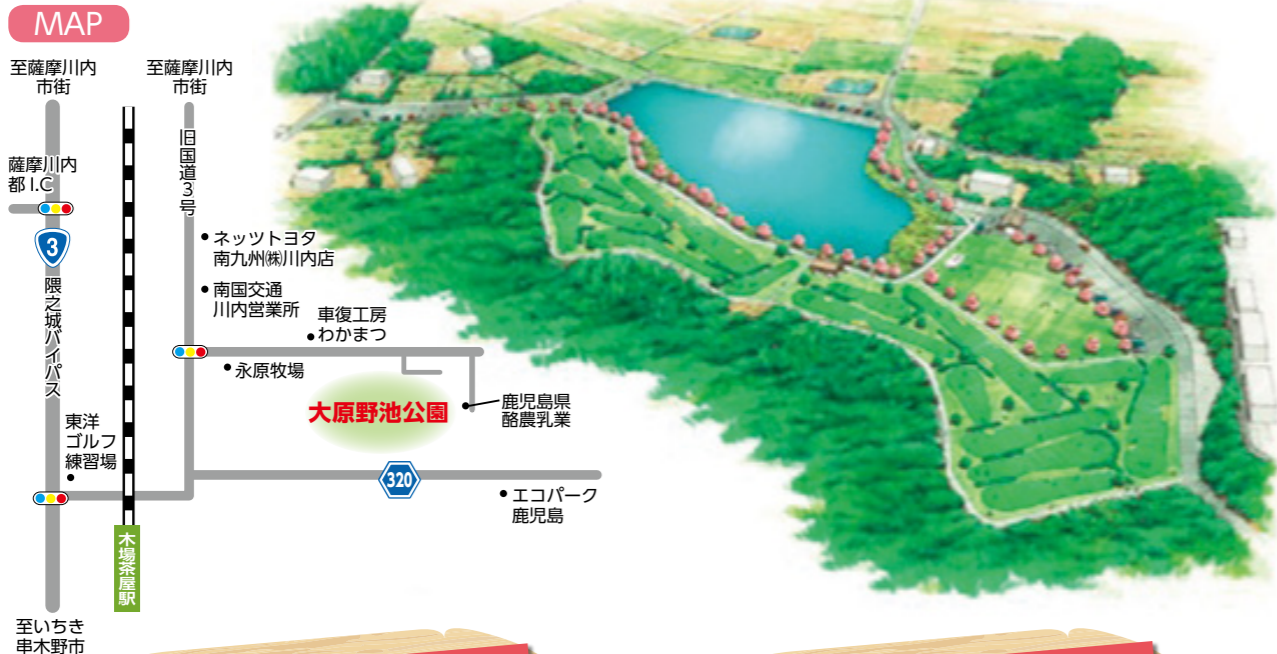 MAP
至薩摩川内
市街
至薩摩川内
市街
旧国道3号
薩摩川内
都I.C
3
隈之城バイパス
ネッツトヨタ
南九州㈱川内店
南国交通
川内営業所
車復工房
わかまつ
永原牧場
大原野池公園
鹿児島県
酪農乳業
東洋
ゴルフ
練習場
320
エコパーク
鹿児島
木場茶屋駅
至いちき
串木野市